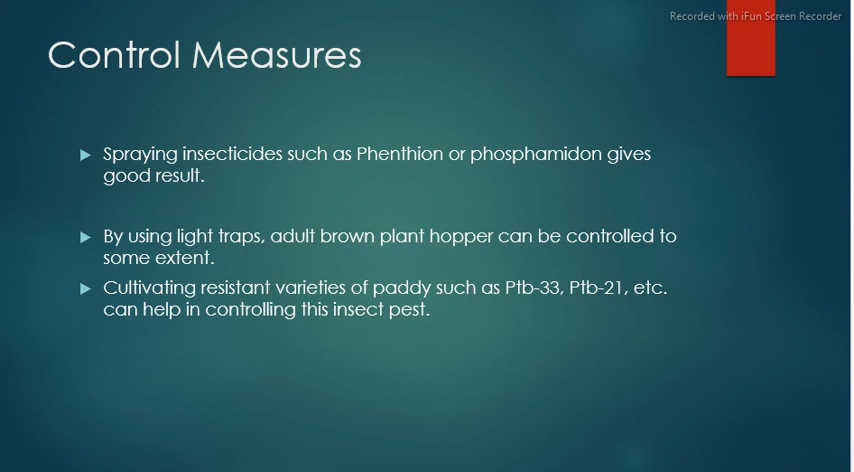 Recorded with iFun Screen Recorder
Control Measures
Spraying insecticides such as Phenthion or phosphamidon gives
good result.
By using light traps, adult brown plant hopper can be controlled to
some extent.
Cultivating resistant varieties of paddy such as Ptb-33, Ptb-21, etc.
can help in controlling this insect pest.